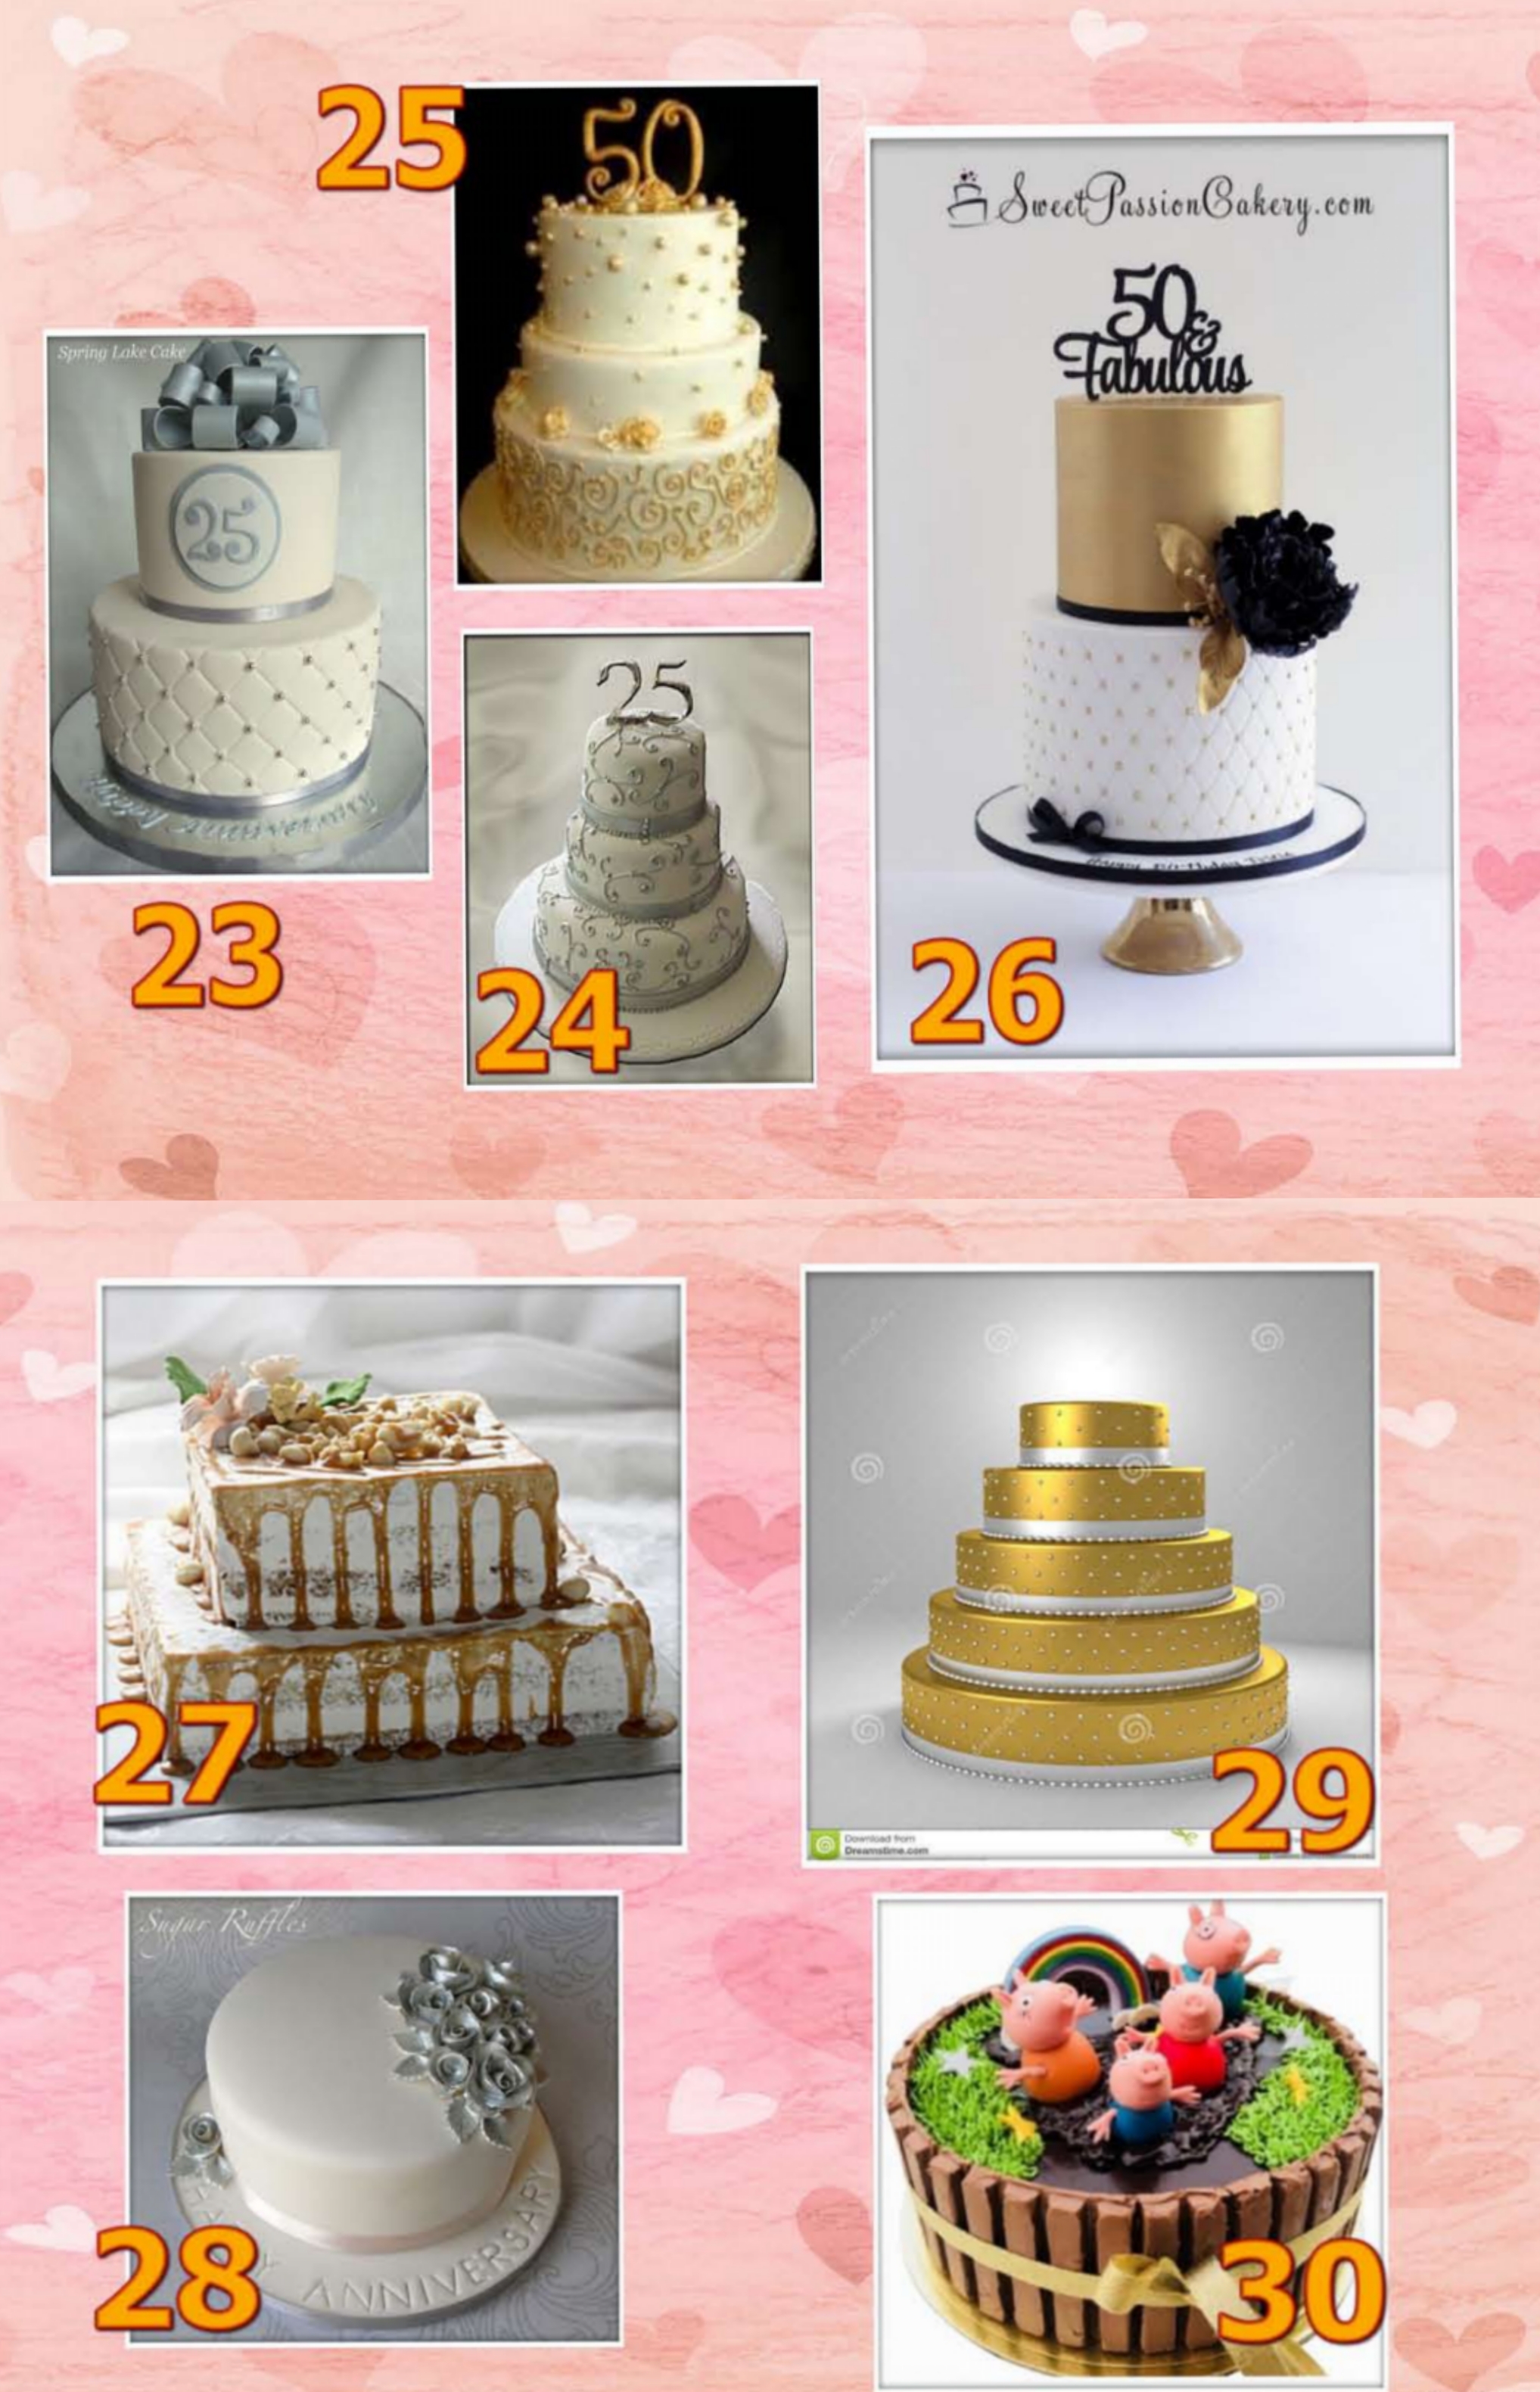 25
50
SweetPassionCakery.com
50
&
Fabulous
Spring Lake Cake
25
25
23
24
26
27
29
Download from
Dreamstime.com
Sugar Ruffles
ANNIVERSARY
28
30